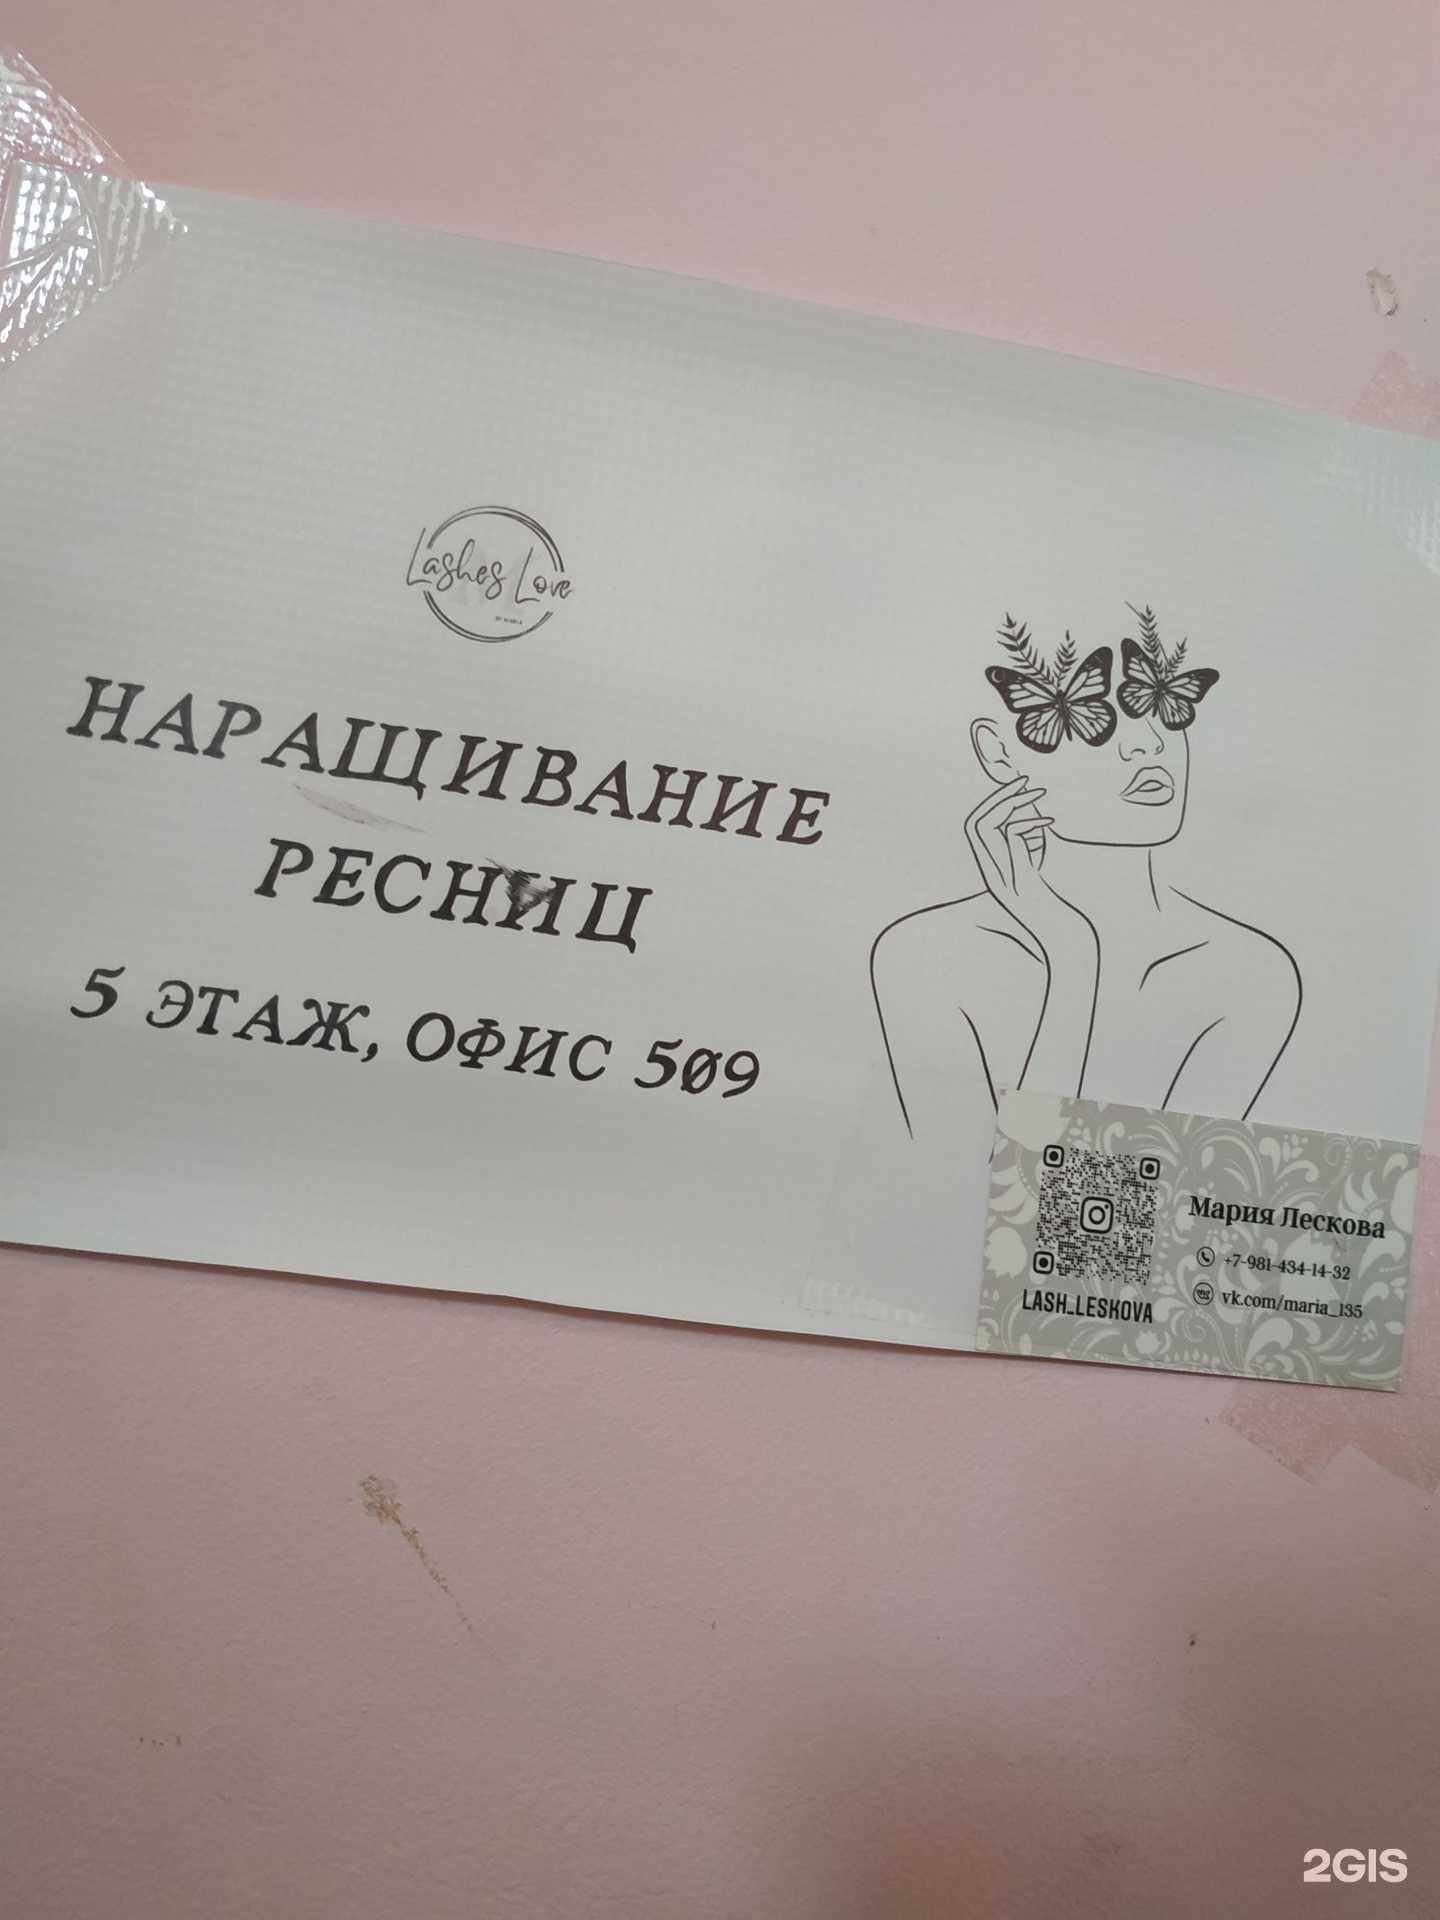 Lashes Love
НАРАЩИВАНИЕ
РЕСНИЦ
5 ЭТАЖ, ОФИС 509
Мария Лескова
+7-981-434-14-32
vk.com/maria_135
LASH_LESKOVA
2GIS